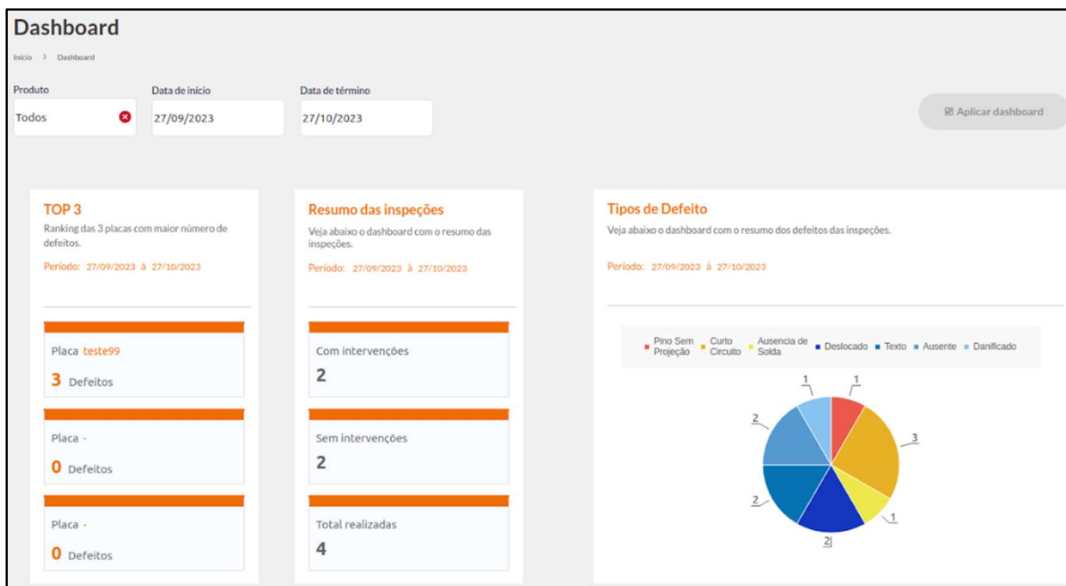 Dashboard
Início > Dashboard
Produto
Todos
Data de início
27/09/2023
Data de término
27/10/2023
Aplicar dashboard
TOP 3
Ranking das 3 placas com maior número de
defeitos.
Período: 27/09/2023 à 27/10/2023
Placa teste99
3 Defeitos
Placa -
0 Defeitos
Placa -
0 Defeitos
Resumo das inspeções
Veja abaixo o dashboard com o resumo das
inspeções.
Período: 27/09/2023 à 27/10/2023
Com intervenções
2
Sem intervenções
2
Total realizadas
4
Tipos de Defeito
Veja abaixo o dashboard com o resumo dos defeitos das inspeções.
Período: 27/09/2023 à 27/10/2023
Pino Sem
Projeção
Curto
Circuito
Ausencia de
Solda
Deslocado
Texto
Ausente
Danificado
1
1
2
3
2
1
2